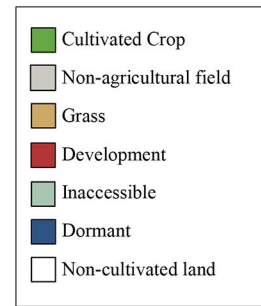 Cultivated Crop
Non-agricultural field
Grass
Development
Inaccessible
Dormant
Non-cultivated land